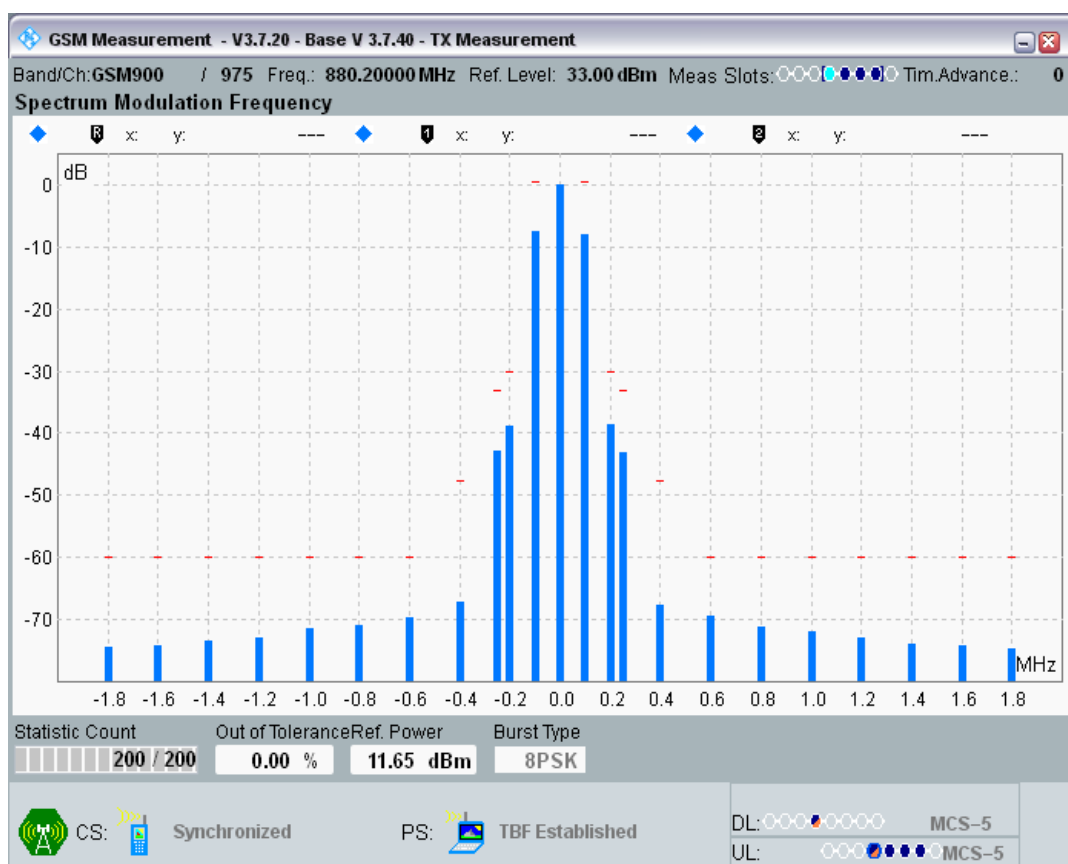 GSM Measurement - V3.7.20 - Base V 3.7.40 - TX Measurement
Band/Ch:GSM900 / 975 Freq.: 880.20000 MHz Ref. Level: 33.00 dBm Meas Slots: Tim.Advance.: 0
Spectrum Modulation Frequency
R x: y: --- 1 x: y: --- 2 x: y: ---
dB
0
-10
-20
-30
-40
-50
-60
-70
MHz
-1.8 -1.6 -1.4 -1.2 -1.0 -0.8 -0.6 -0.4 -0.2 0.0 0.2 0.4 0.6 0.8 1.0 1.2 1.4 1.6 1.8
Statistic Count Out of Tolerance Ref. Power Burst Type
200 / 200 0.00 % 11.65 dBm 8PSK
CS: Synchronized PS: TBF Established
DL: MCS-5
UL: MCS-5